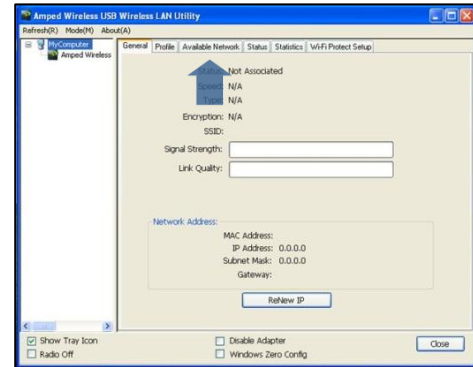 Amped Wireless USB Wireless LAN Utility
Refresh(R) Mode(M) About(A)
MyComputer
Amped Wireless
General Profile Available Network Status Statistics Wi-Fi Protect Setup
Status: Not Associated
Speed: N/A
Type: N/A
Encryption: N/A
SSID:
Signal Strength:
Link Quality:
Network Address:
MAC Address:
IP Address: 0.0.0.0
Subnet Mask: 0.0.0.0
Gateway:
ReNew IP
Show Tray Icon Disable Adapter
Radio Off Windows Zero Config
Close